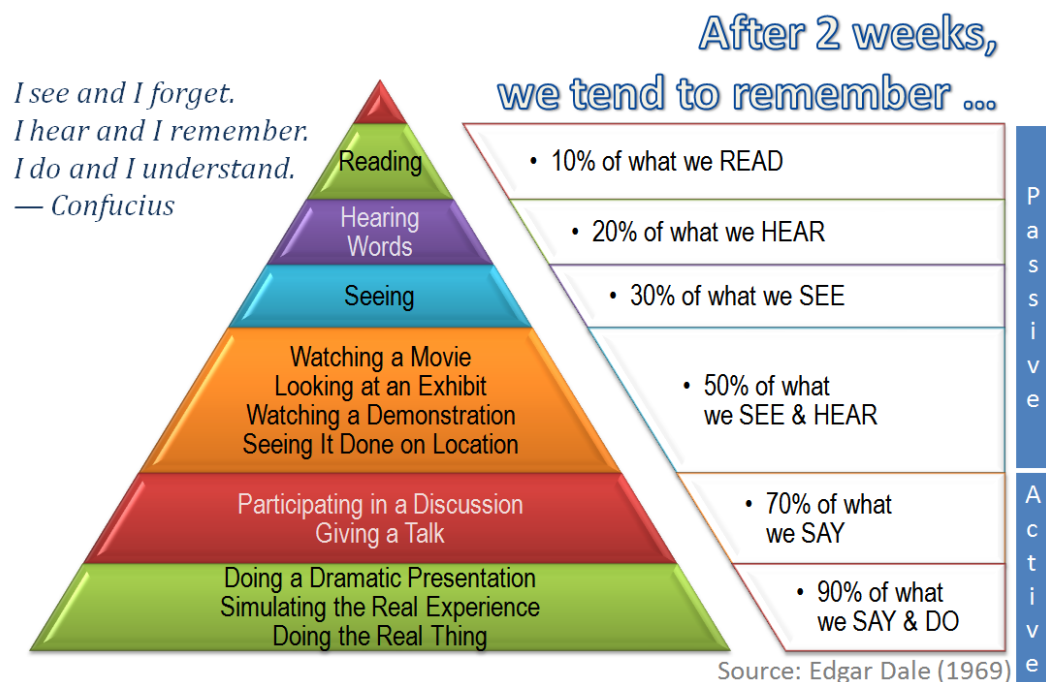 After 2 weeks,
we tend to remember ...
I see and I forget.
I hear and I remember.
I do and I understand.
— Confucius
Reading
• 10% of what we READ
Hearing
Words
• 20% of what we HEAR
Seeing
• 30% of what we SEE
Watching a Movie
Looking at an Exhibit
Watching a Demonstration
Seeing It Done on Location
• 50% of what
we SEE & HEAR
Passive
Participating in a Discussion
Giving a Talk
• 70% of what
we SAY
Doing a Dramatic Presentation
Simulating the Real Experience
Doing the Real Thing
• 90% of what
we SAY & DO
Active
Source: Edgar Dale (1969)